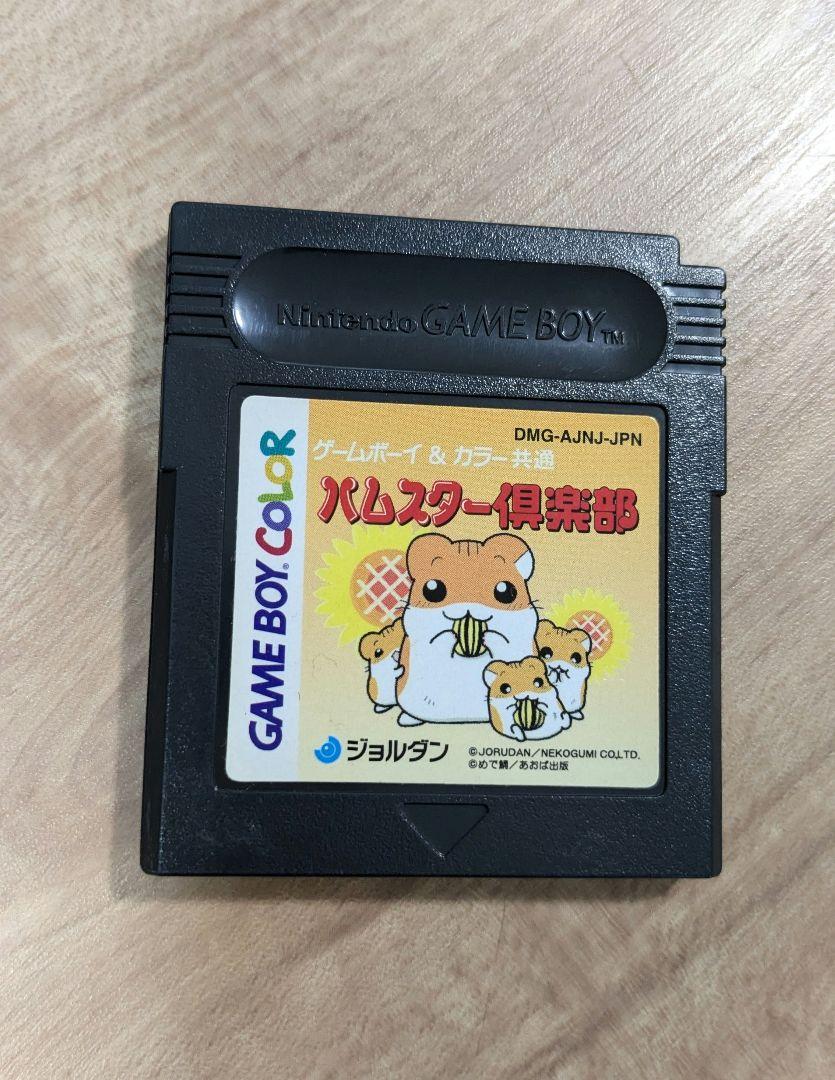 Nintendo GAME BOY™
GAME BOY® COLOR
DMG-AJNJ-JPN
ゲームボーイ & カラー共通
ハムスター倶楽部
ジョルダン
©JORUDAN／NEKOGUMI CO.,LTD.
©めで鯛／あおば出版